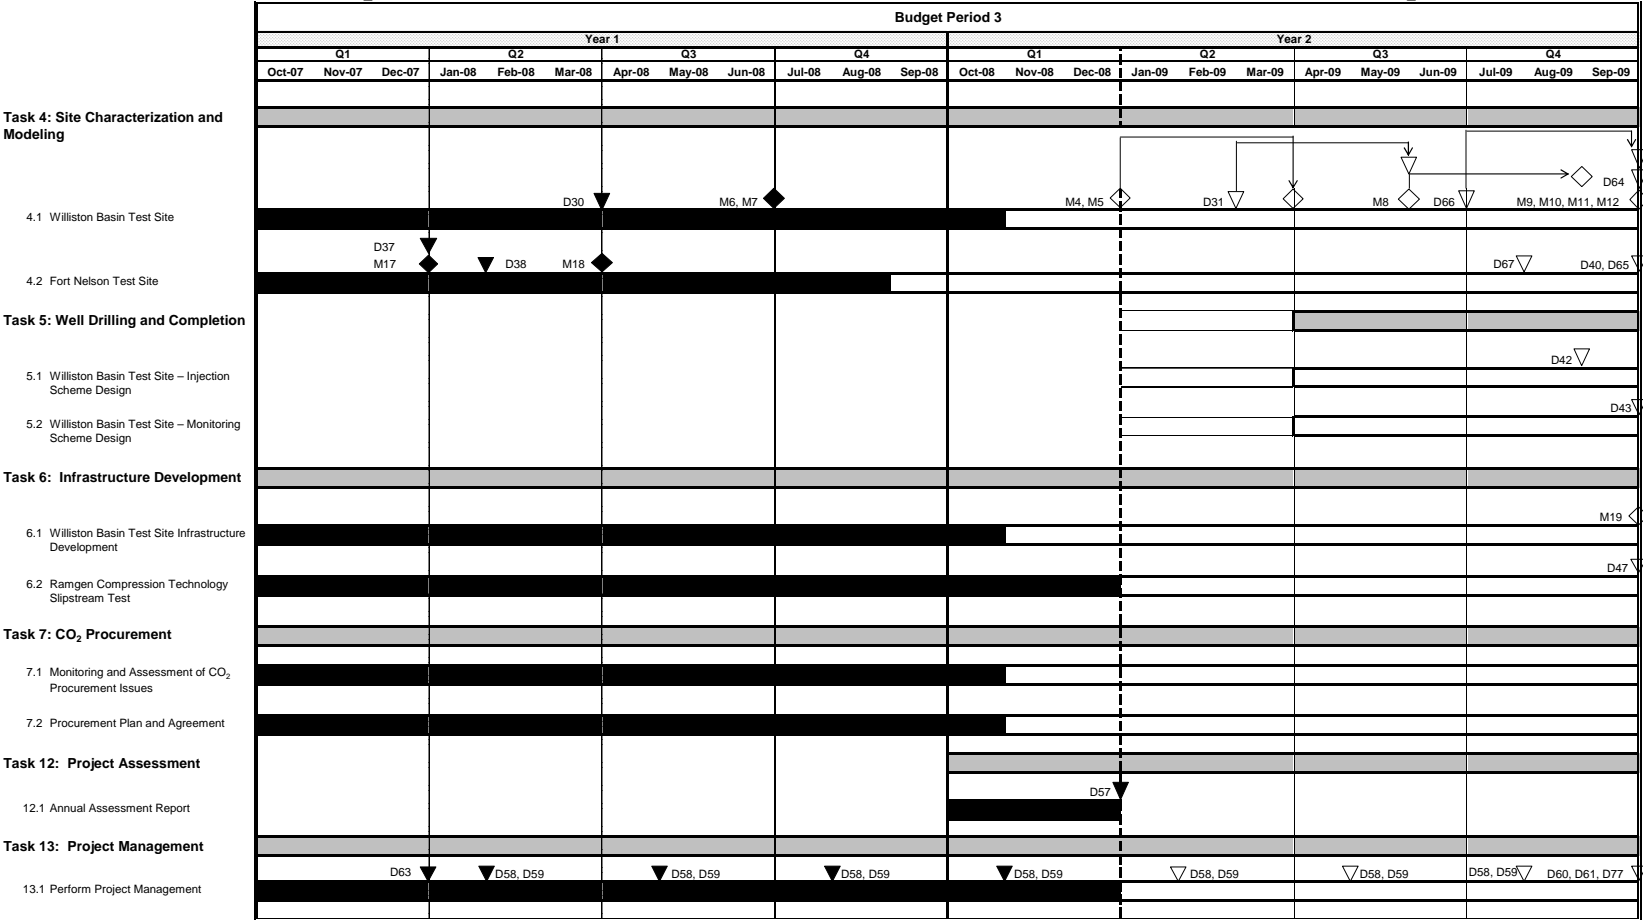 Budget Period 3
Year 1 Year 2
Q1 Q2 Q3 Q4 Q1 Q2 Q3 Q4
Oct-07 Nov-07 Dec-07 Jan-08 Feb-08 Mar-08 Apr-08 May-08 Jun-08 Jul-08 Aug-08 Sep-08 Oct-08 Nov-08 Dec-08 Jan-09 Feb-09 Mar-09 Apr-09 May-09 Jun-09 Jul-09 Aug-09 Sep-09
Task 4: Site Characterization and
Modeling
D64
D30 M6, M7 M4, M5 D31 M8 D66 M9, M10, M11, M12
4.1 Williston Basin Test Site
D37
M17 D38 M18 D67 D40, D65
4.2 Fort Nelson Test Site
Task 5: Well Drilling and Completion
D42
5.1 Williston Basin Test Site – Injection
Scheme Design
D43
5.2 Williston Basin Test Site – Monitoring
Scheme Design
Task 6: Infrastructure Development
M19
6.1 Williston Basin Test Site Infrastructure
Development
D47
6.2 Ramgen Compression Technology
Slipstream Test
Task 7: CO2 Procurement
7.1 Monitoring and Assessment of CO2
Procurement Issues
7.2 Procurement Plan and Agreement
Task 12: Project Assessment
D57
12.1 Annual Assessment Report
Task 13: Project Management
D63 D58, D59 D58, D59 D58, D59 D58, D59 D58, D59 D58, D59 D58, D59 D60, D61, D77
13.1 Perform Project Management